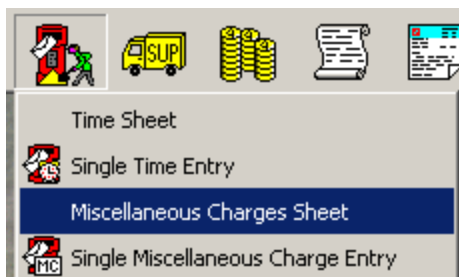 SUP
Time Sheet
Single Time Entry
Miscellaneous Charges Sheet
MC
Single Miscellaneous Charge Entry